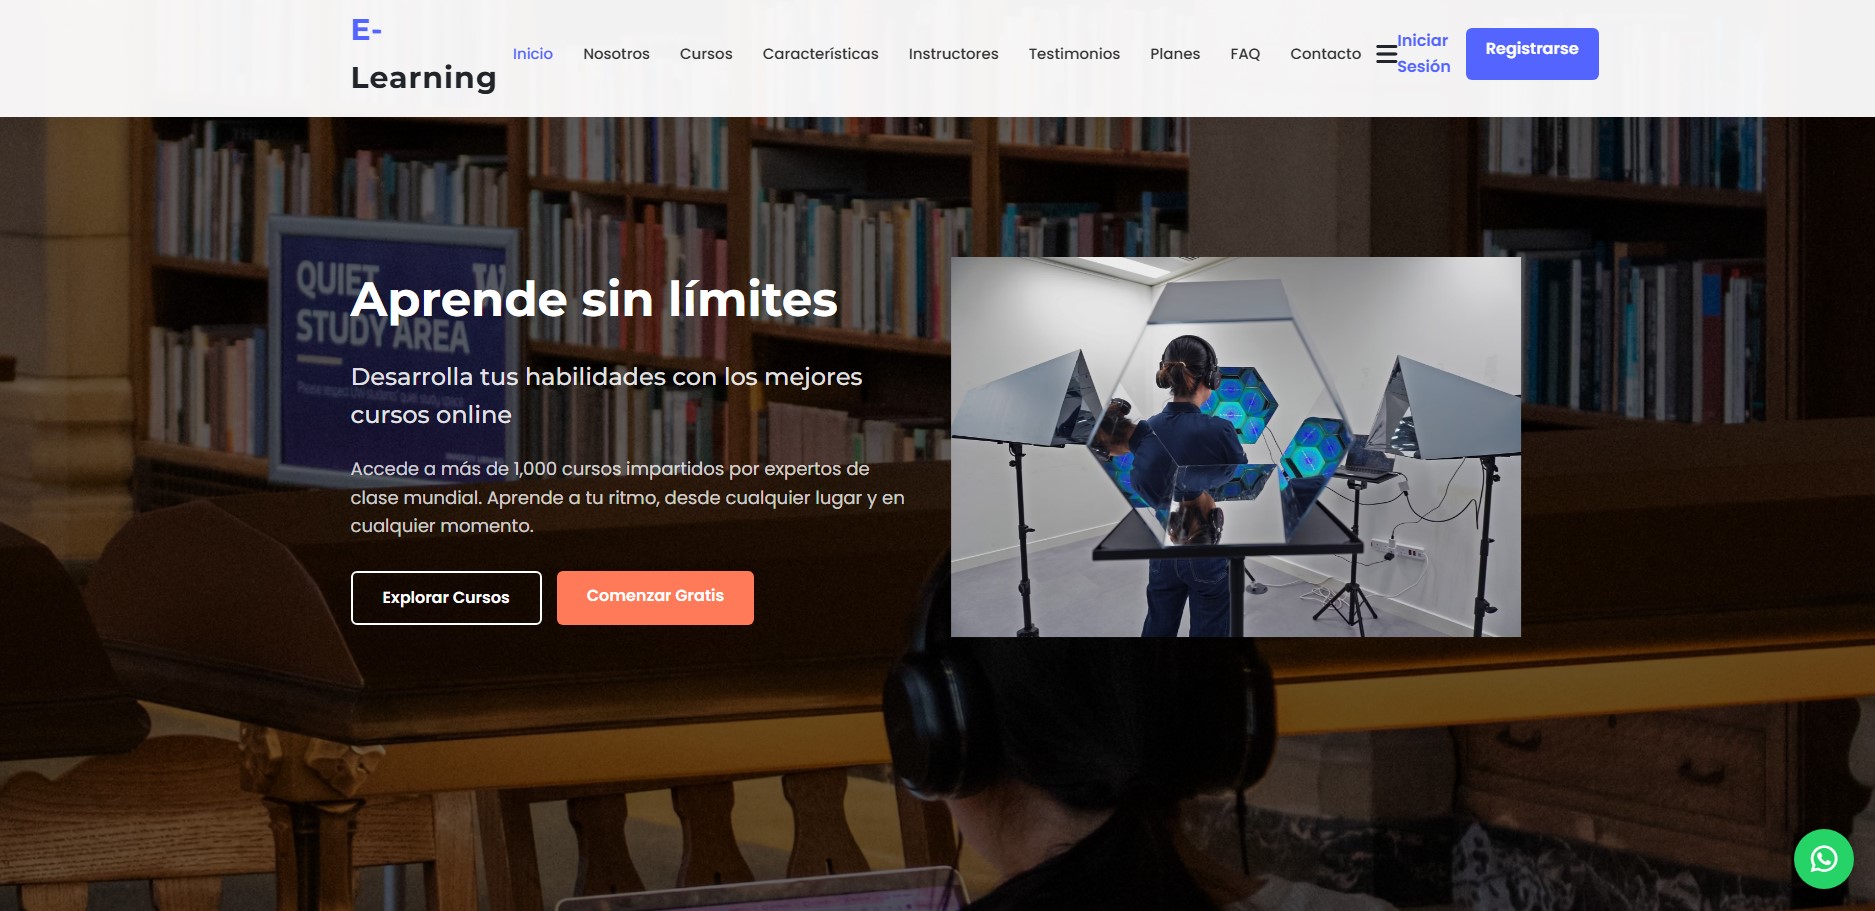 E-
Learning
Inicio Nosotros Cursos Características Instructores Testimonios Planes FAQ Contacto
Iniciar
Sesión
Registrarse
QUIET
STUDY AREA
Aprende sin límites
Desarrolla tus habilidades con los mejores
cursos online
Accede a más de 1,000 cursos impartidos por expertos de
clase mundial. Aprende a tu ritmo, desde cualquier lugar y en
cualquier momento.
Explorar Cursos
Comenzar Gratis